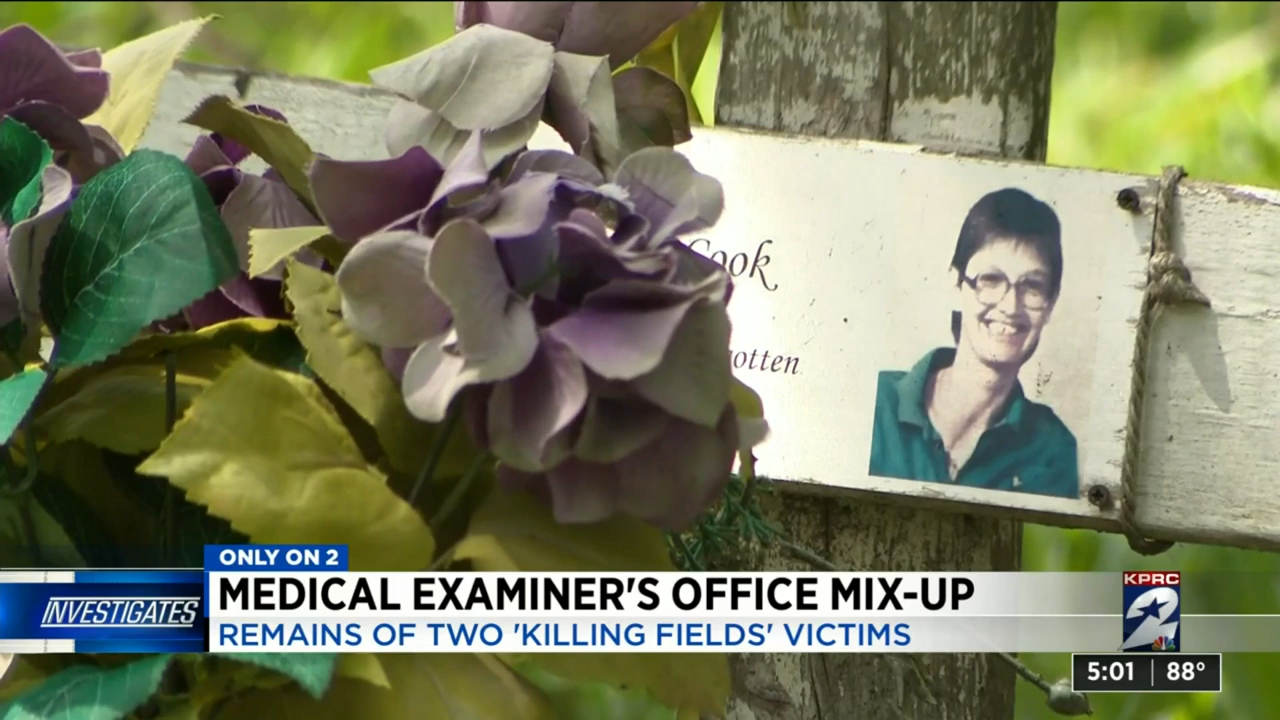 Cook
otten
ONLY ON 2
INVESTIGATES
MEDICAL EXAMINER'S OFFICE MIX-UP
REMAINS OF TWO 'KILLING FIELDS' VICTIMS
KPRC
2
5:01 88°